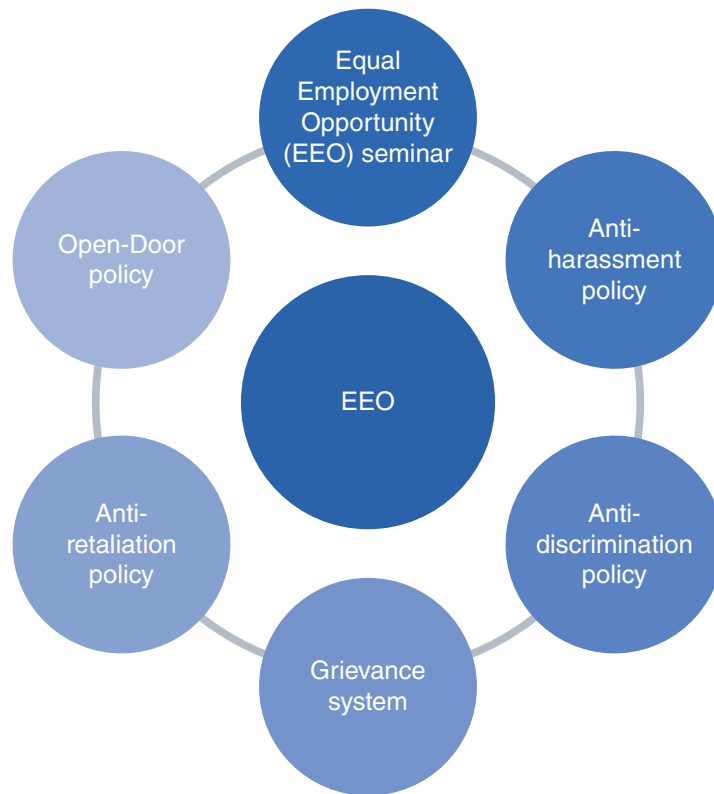 Equal
Employment
Opportunity
(EEO) seminar
Open-Door
policy
Anti-
harassment
policy
EEO
Anti-
retaliation
policy
Anti-
discrimination
policy
Grievance
system